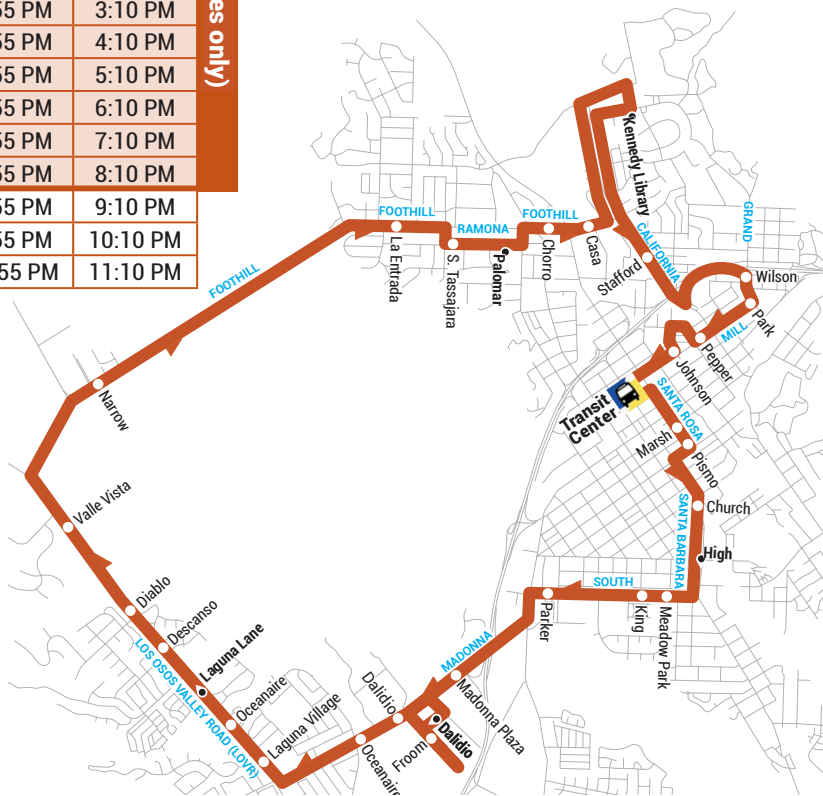 55 PM 3:10 PM
55 PM 4:10 PM
55 PM 5:10 PM
55 PM 6:10 PM
55 PM 7:10 PM
55 PM 8:10 PM
55 PM 9:10 PM
55 PM 10:10 PM
55 PM 11:10 PM
es only)
Kennedy Library
GRAND
FOOTHILL
RAMONA
FOOTHILL
CALIFORNIA
La Entrada
S. Tassajara
Palomar
Chorro
Casa
Stafford
Wilson
Park
MILL
Pepper
Johnson
FOOTHILL
Narrow
Transit
Center
SANTA ROSA
Marsh
Pismo
Church
SANTA BARBARA
High
SOUTH
Parker
King
Meadow Park
MADONNA
Madonna Plaza
Dalidio
Dalidio
Froom
Oceanaire
Laguna Village
Oceanaire
Laguna Lane
LOS OSOS VALLEY ROAD (LOVR)
Descanso
Diablo
Valle Vista